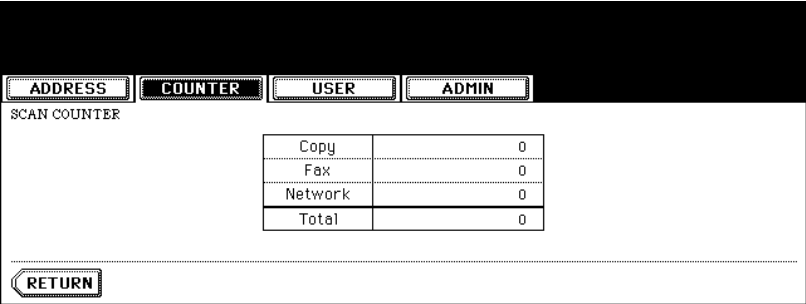 ADDRESS COUNTER USER ADMIN
SCAN COUNTER
Copy 0
Fax 0
Network 0
Total 0
RETURN